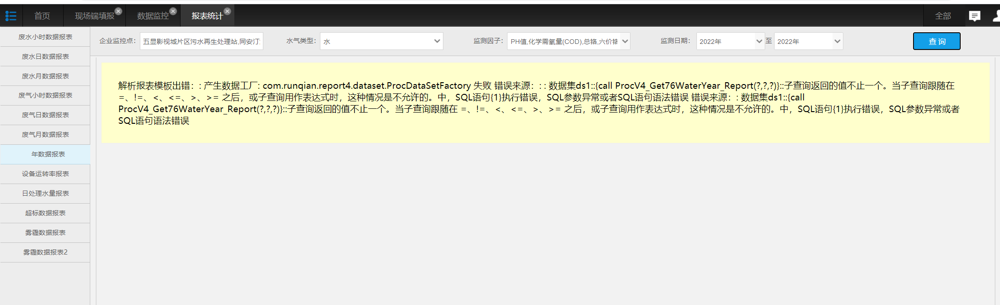 首页
现场端填报
数据监控
报表统计
全部
废水小时数据报表
废水日数据报表
废水月数据报表
废气小时数据报表
废气日数据报表
废气月数据报表
年数据报表
设备运转率报表
日处理水量报表
超标数据报表
雾霾数据报表
雾霾数据报表2
企业监控点： 五显影视城片区污水再生处理站,同安汀 水气类型： 水 监测因子： PH值,化学需氧量(COD),总铬,六价铬 监测日期： 2022年 至 2022年 查 询
解析报表模板出错：: 产生数据工厂: com.runqian.report4.dataset.ProcDataSetFactory 失败 错误来源：: : 数据集ds1::{call ProcV4_Get76WaterYear_Report(?,?,?)}::子查询返回的值不止一个。当子查询跟随在
=、!=、<、<=、>、>= 之后，或子查询用作表达式时，这种情况是不允许的。中，SQL语句{1}执行错误，SQL参数异常或者SQL语句语法错误 错误来源：: 数据集ds1::{call
ProcV4_Get76WaterYear_Report(?,?,?)}::子查询返回的值不止一个。当子查询跟随在 =、!=、<、<=、>、>= 之后，或子查询用作表达式时，这种情况是不允许的。中，SQL语句{1}执行错误，SQL参数异常或者
SQL语句语法错误